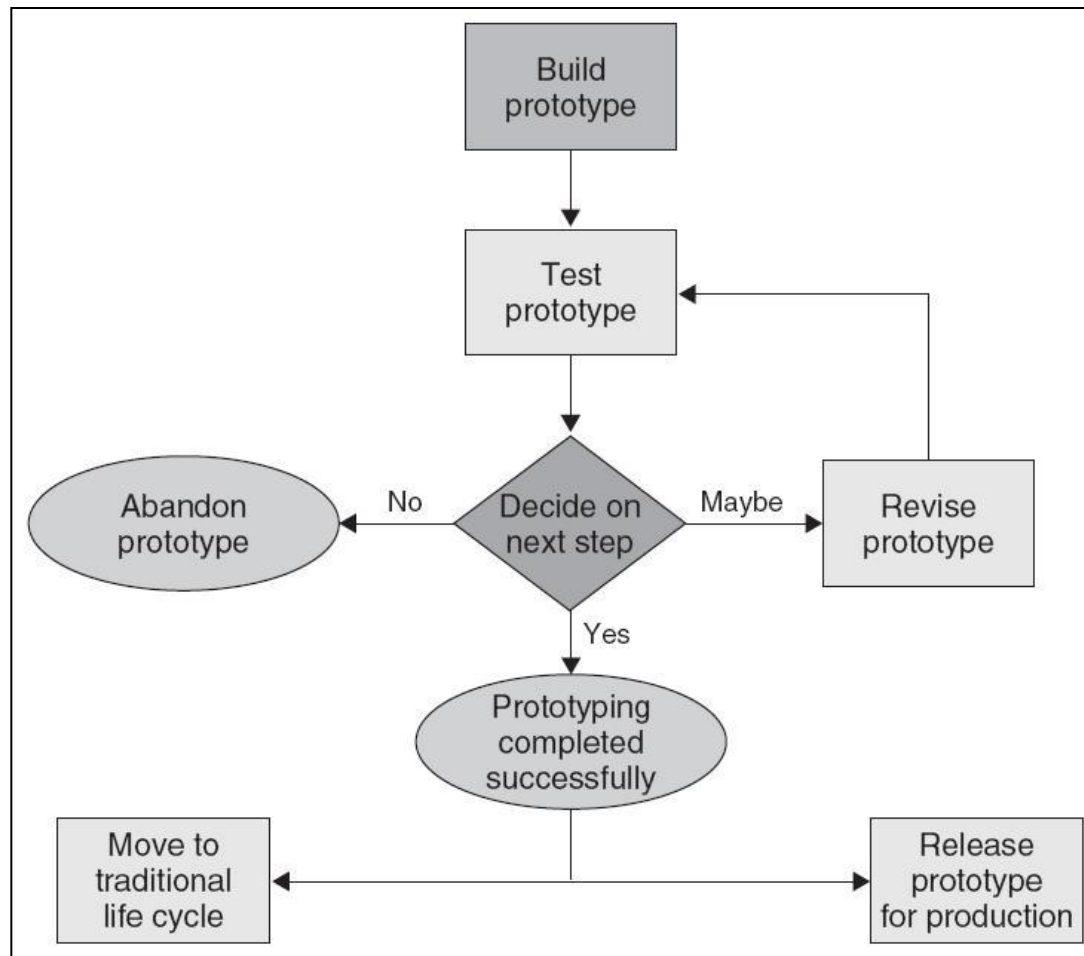 Build
prototype
Test
prototype
Abandon
prototype
No
Decide on
next step
Maybe
Revise
prototype
Yes
Prototyping
completed
successfully
Move to
traditional
life cycle
Release
prototype
for production